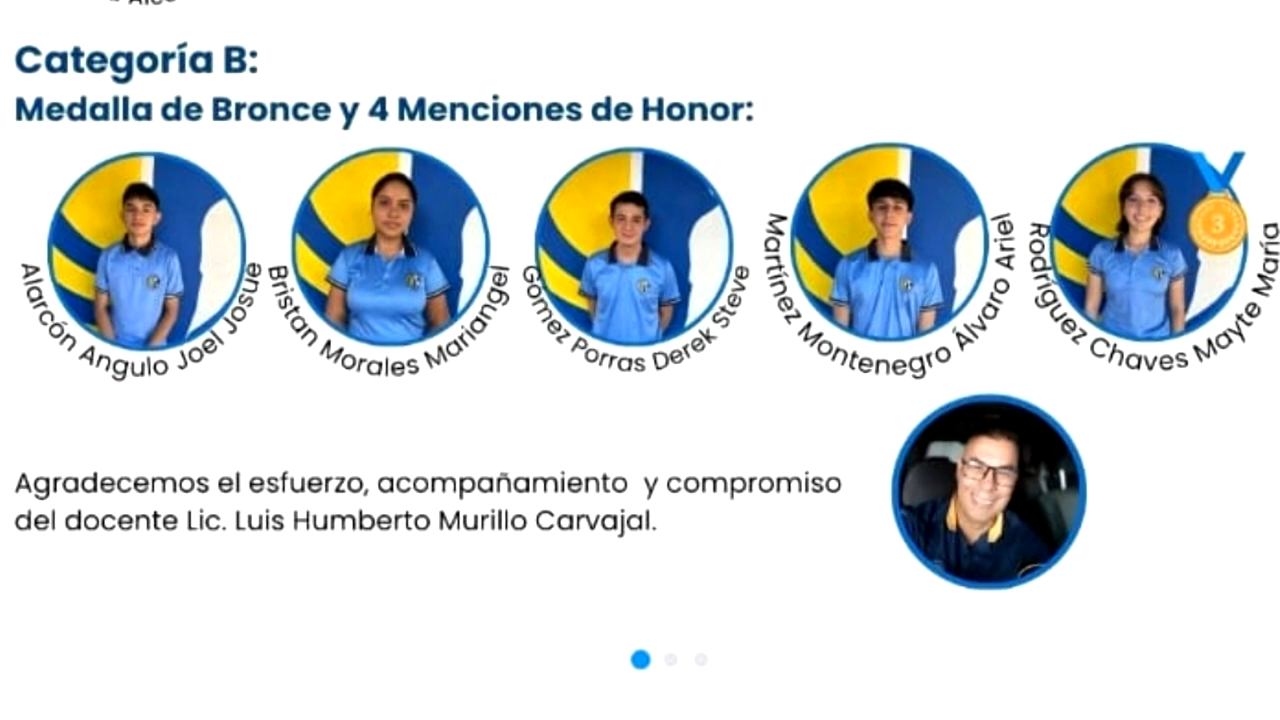 Categoría B:
Medalla de Bronce y 4 Menciones de Honor:
Alarcón Angulo Joel Josue
Bristan Morales Mariangel
Gómez Porras Derek Steve
Martínez Montenegro Álvaro Ariel
Rodríguez Chaves Mayte María
3
Agradecemos el esfuerzo, acompañamiento y compromiso
del docente Lic. Luis Humberto Murillo Carvajal.